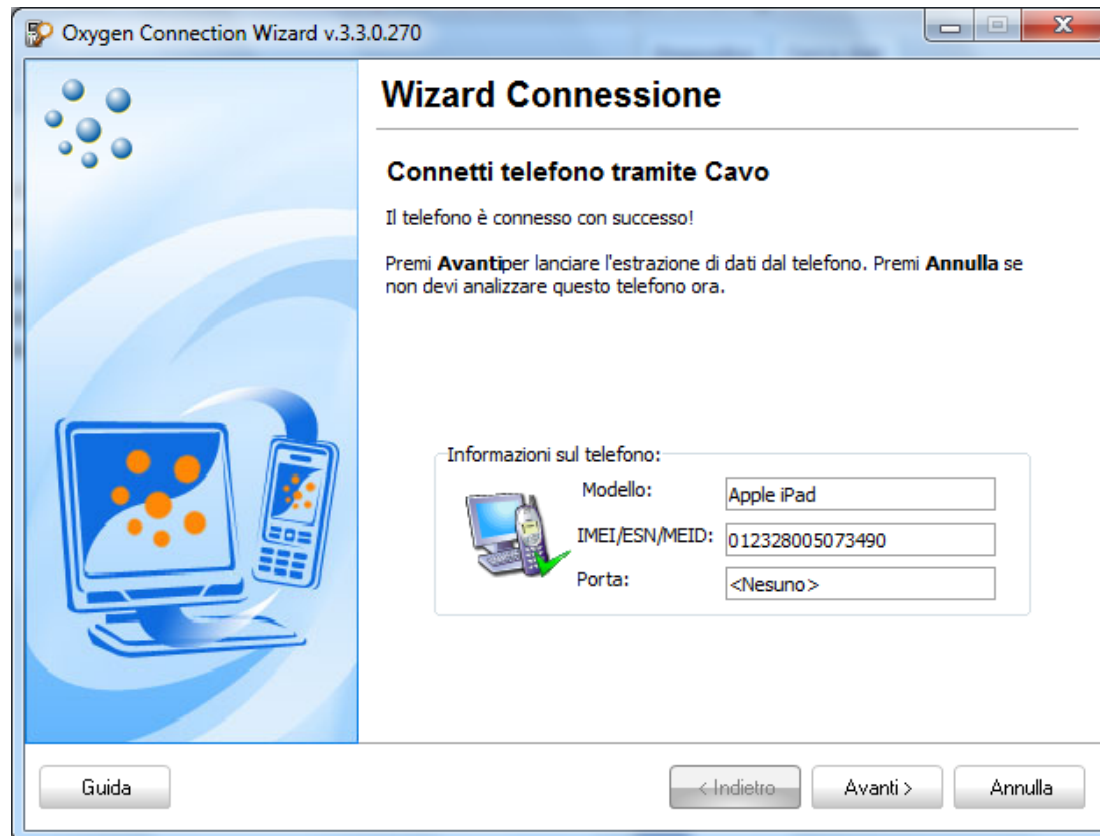 Oxygen Connection Wizard v.3.3.0.270
Wizard Connessione
Connetti telefono tramite Cavo
Il telefono è connesso con successo!
Premi Avantiper lanciare l'estrazione di dati dal telefono. Premi Annulla se
non devi analizzare questo telefono ora.
Informazioni sul telefono:
Modello: Apple iPad
IMEI/ESN/MEID: 012328005073490
Porta: <Nesuno>
Guida < Indietro Avanti > Annulla